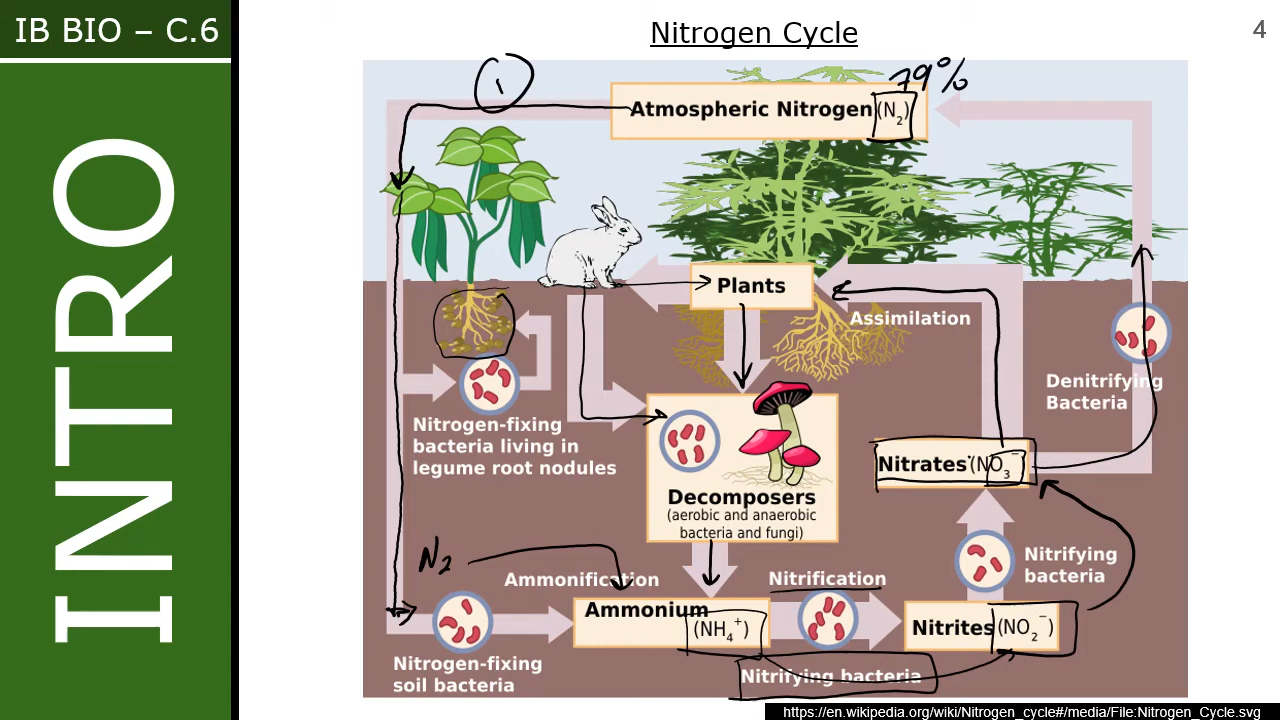 IB BIO – C.6
INTRO
Nitrogen Cycle
4
1
79%
Atmospheric Nitrogen (N₂)
Plants
Assimilation
Denitrifying
Bacteria
Nitrogen-fixing
bacteria living in
legume root nodules
Decomposers
(aerobic and anaerobic
bacteria and fungi)
Nitrates (NO₃⁻)
N₂
Ammonification
Nitrification
Nitrifying
bacteria
Ammonium
(NH₄⁺)
Nitrites (NO₂⁻)
Nitrogen-fixing
soil bacteria
Nitrifying bacteria
https://en.wikipedia.org/wiki/Nitrogen_cycle#/media/File:Nitrogen_Cycle.svg